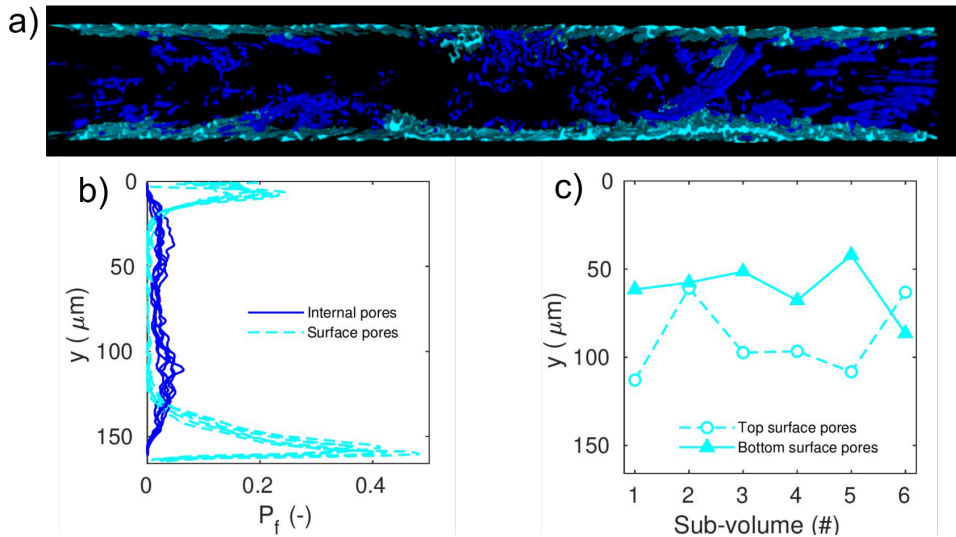 a)
b)
0
50
100
150
y ( μm)
Internal pores
Surface pores
0
0.2
0.4
P_f (-)
c)
0
50
100
150
y ( μm)
Top surface pores
Bottom surface pores
1 2 3 4 5 6
Sub-volume (#)